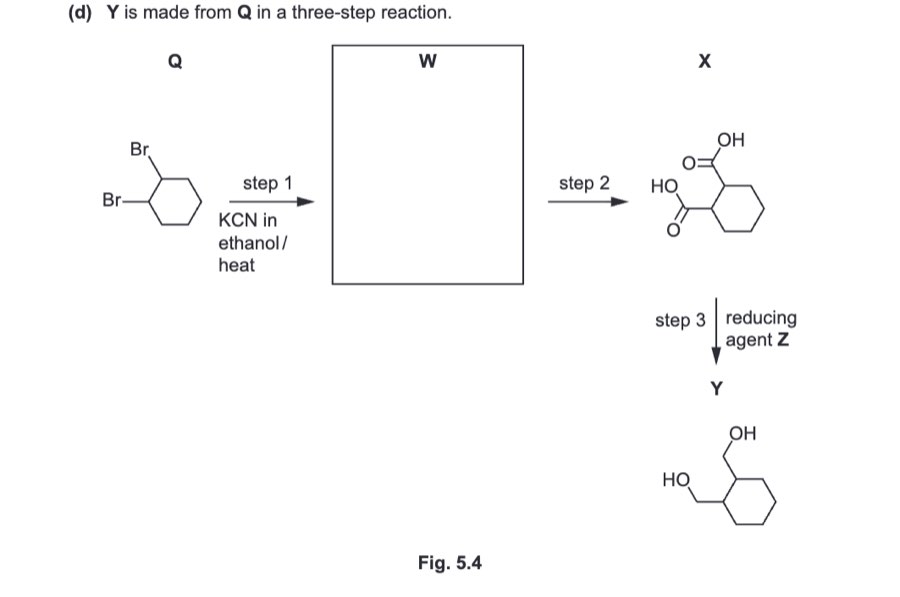 (d) Y is made from Q in a three-step reaction.
Q
W
X
Br
Br
step 1
KCN in
ethanol/
heat
step 2
OH
O
HO
O
step 3
reducing
agent Z
Y
OH
HO
Fig. 5.4